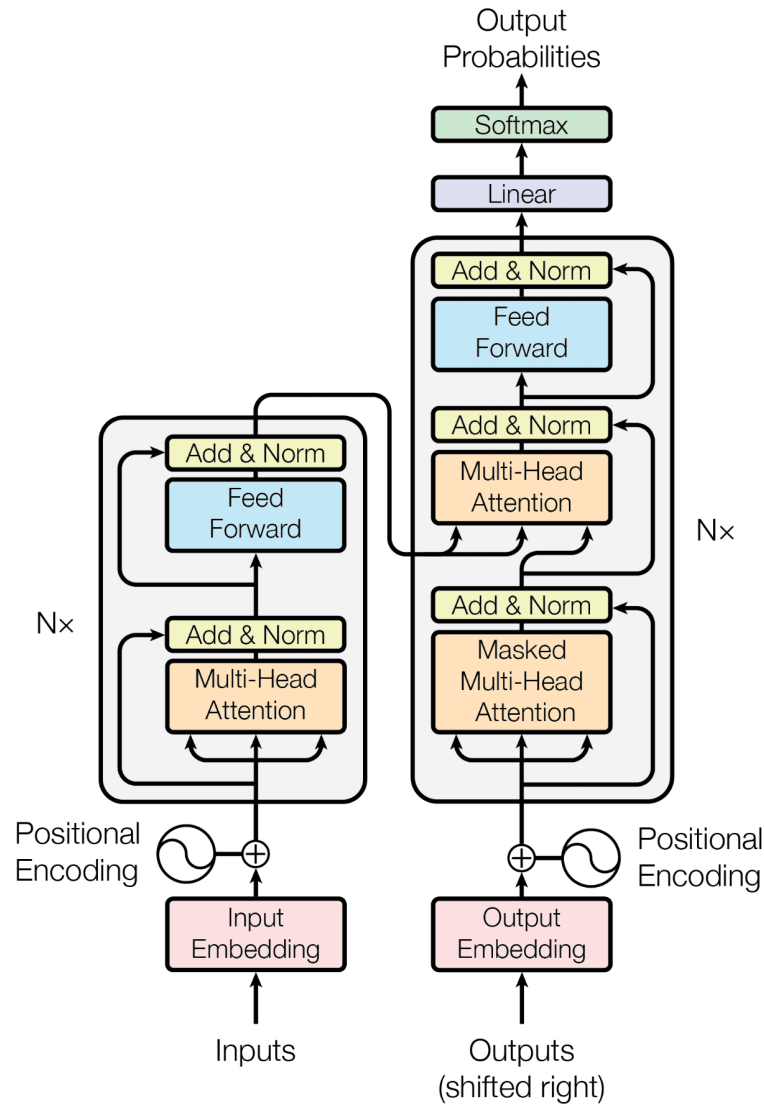 Output
Probabilities
Softmax
Linear
Add & Norm
Feed
Forward
Add & Norm
Multi-Head
Attention
Add & Norm
Masked
Multi-Head
Attention
Nx
Add & Norm
Feed
Forward
Add & Norm
Multi-Head
Attention
Nx
Positional
Encoding
Positional
Encoding
Input
Embedding
Output
Embedding
Inputs
Outputs
(shifted right)